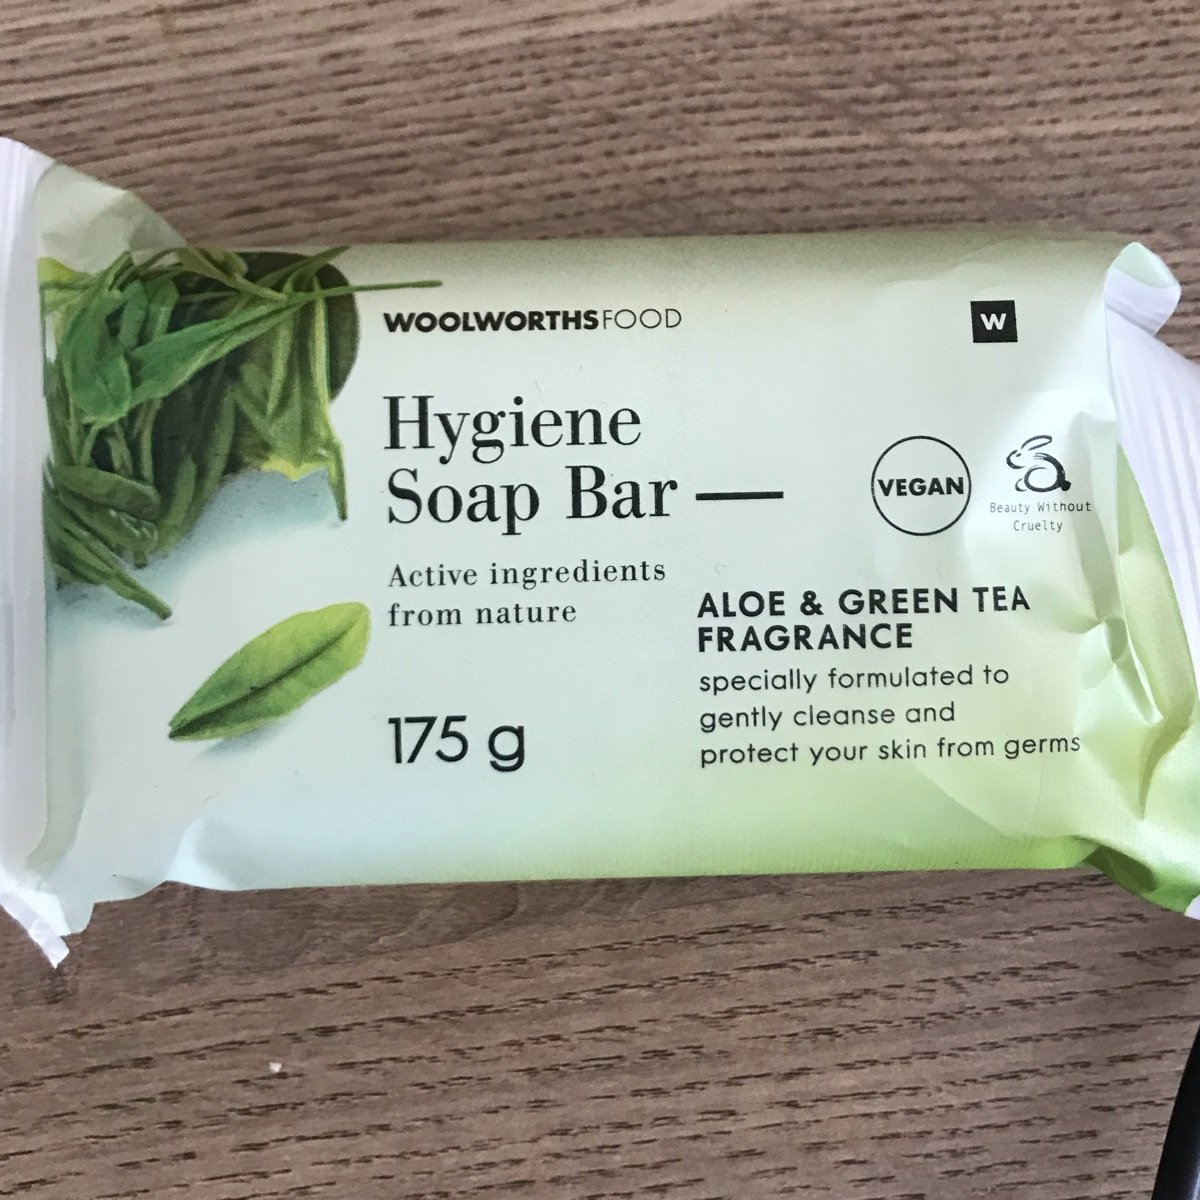 WOOLWORTHSFOOD
W
Hygiene
Soap Bar —
VEGAN
Beauty Without
Cruelty
Active ingredients
from nature
ALOE & GREEN TEA
FRAGRANCE
specially formulated to
gently cleanse and
protect your skin from germs
175 g